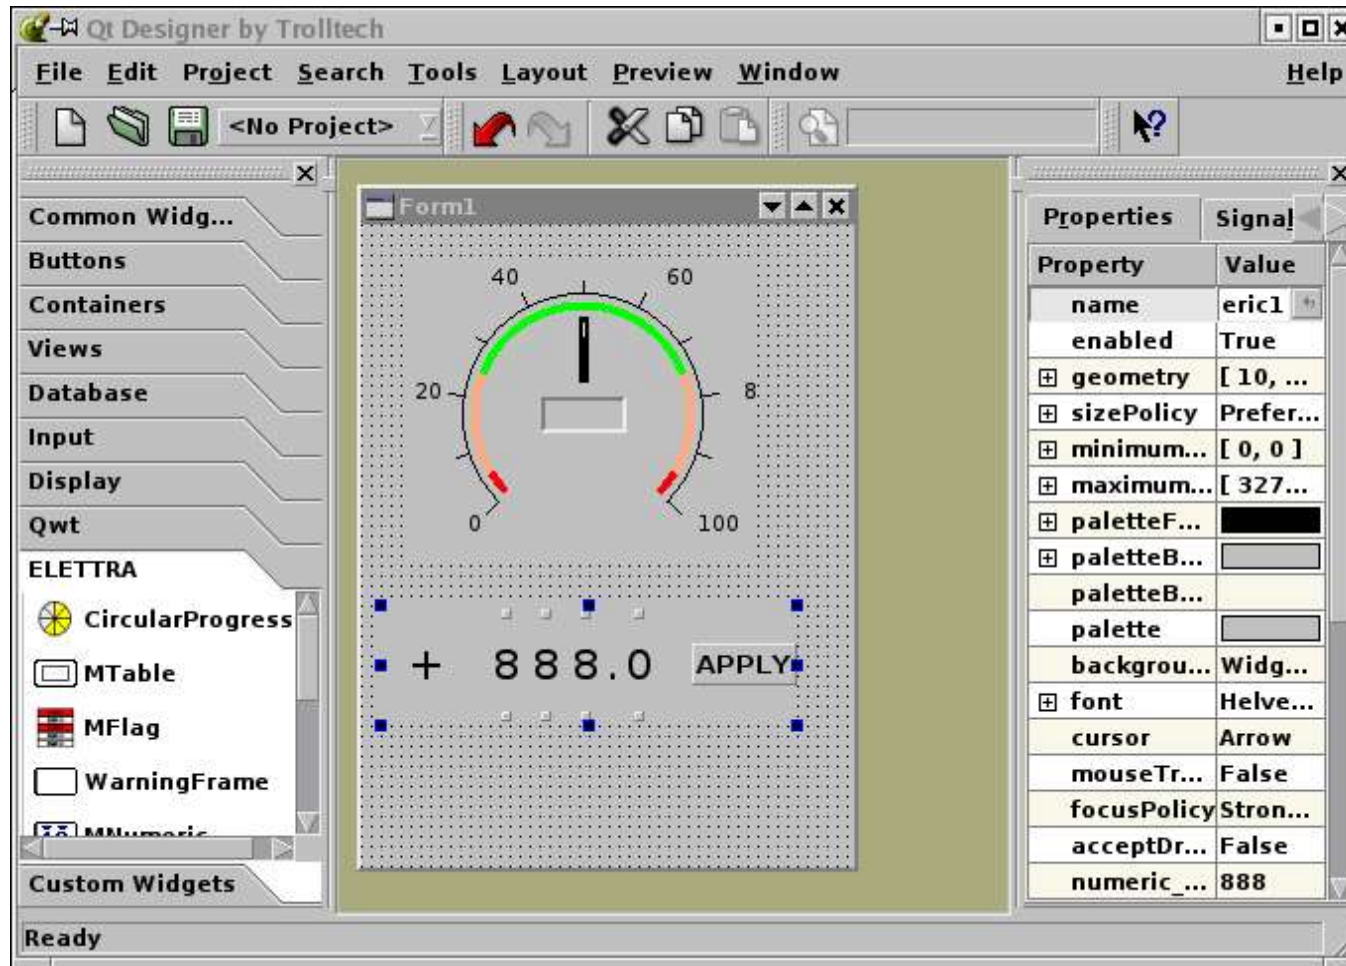 Qt Designer by Trolltech
File Edit Project Search Tools Layout Preview Window Help
<No Project>
Common Widg...
Buttons
Containers
Views
Database
Input
Display
Qwt
ELETTRA
CircularProgress
MTable
MFlag
WarningFrame
MNumeric
Custom Widgets
Form1
40 60
20 8
0 100
+ 888.0 APPLY
Properties Signal
Property Value
name eric1
enabled True
geometry [ 10, ...
sizePolicy Prefer...
minimum... [ 0, 0 ]
maximum... [ 327...
paletteF...
paletteB...
paletteB...
palette
backgrou... Widg...
font Helve...
cursor Arrow
mouseTr... False
focusPolicy Stron...
acceptDr... False
numeric_... 888
Ready